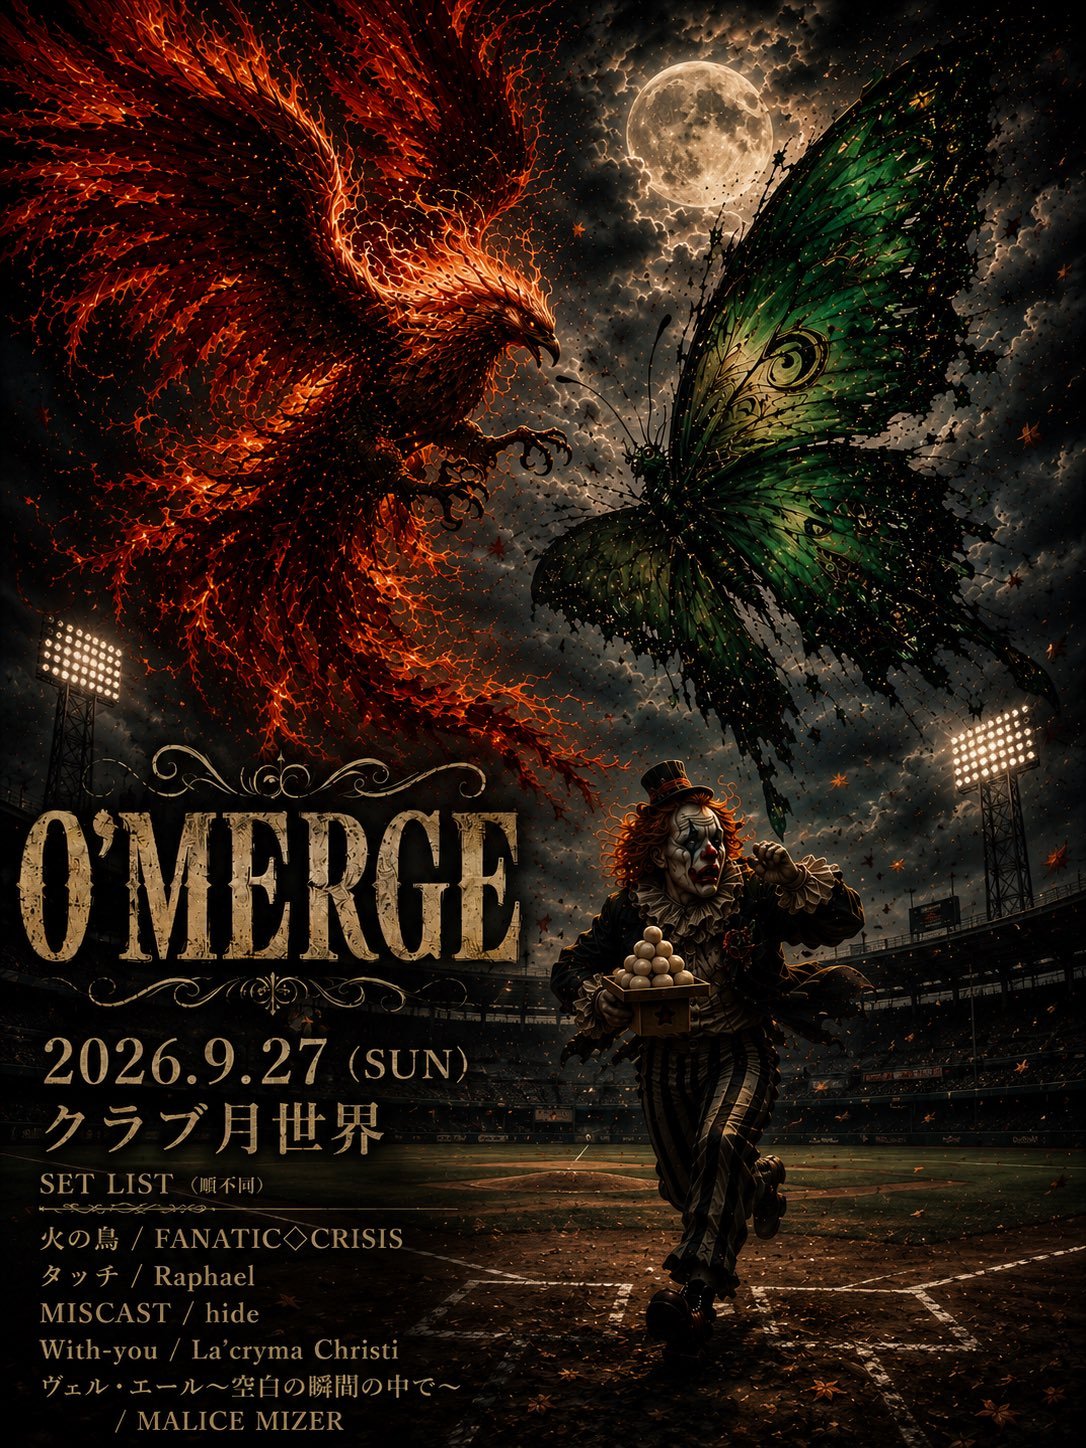 O'MERGE
2026.9.27 (SUN)
クラブ月世界
SET LIST (順不同)
火の鳥 / FANATIC◇CRISIS
タッチ / Raphael
MISCAST / hide
With-you / La'cryma Christi
ヴェル・エール～空白の瞬間の中で～
/ MALICE MIZER